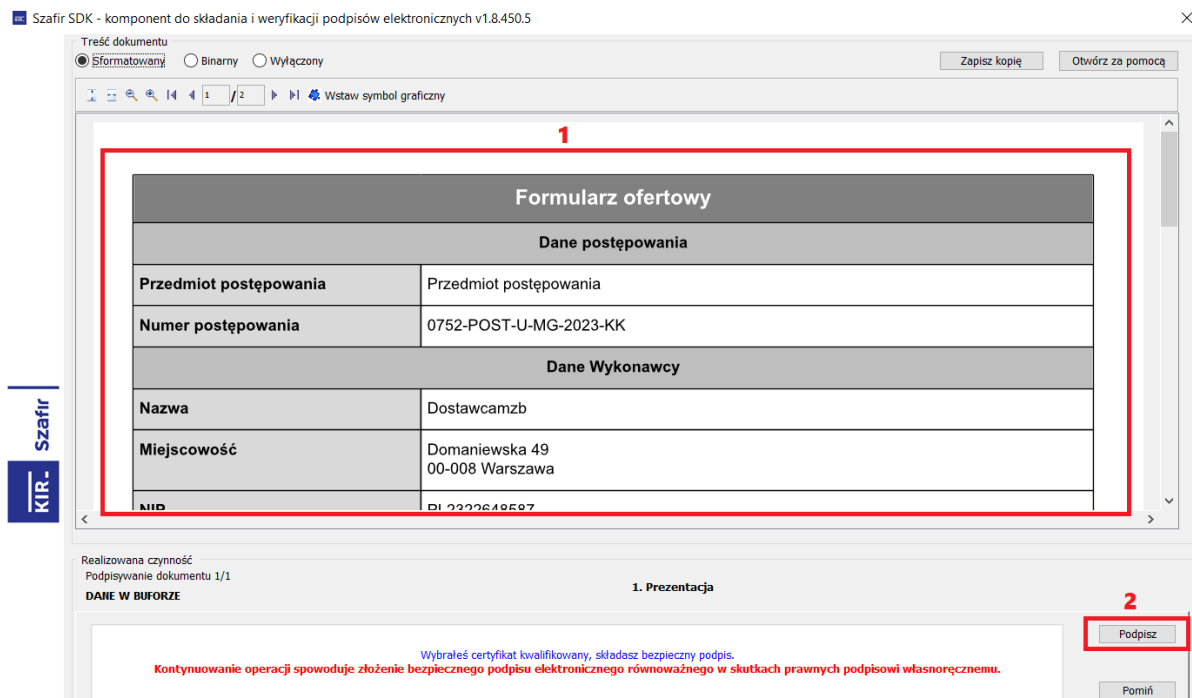 Szafir SDK - komponent do składania i weryfikacji podpisów elektronicznych v1.8.450.5
Treść dokumentu
Sformatowany Binarny Wyłączony Zapisz kopię Otwórz za pomocą
1 / 2 Wstaw symbol graficzny
1
Formularz ofertowy
Dane postępowania
Przedmiot postępowania Przedmiot postępowania
Numer postępowania 0752-POST-U-MG-2023-KK
Dane Wykonawcy
Nazwa Dostawcamzb
Miejscowość Domaniewska 49
00-008 Warszawa
NIP PL2322648587
KIR. Szafir
Realizowana czynność
Podpisywanie dokumentu 1/1
1. Prezentacja
DANE W BUFORZE
2
Podpisz
Wybrałeś certyfikat kwalifikowany, składasz bezpieczny podpis.
Kontynuowanie operacji spowoduje złożenie bezpiecznego podpisu elektronicznego równoważnego w skutkach prawnych podpisowi własnoręcznemu.
Pomiń